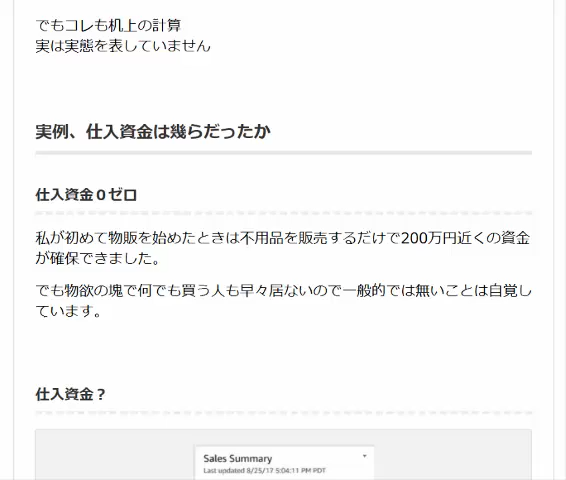 でもコレも机上の計算
実は実態を表していません
実例、仕入資金は幾らだったか
仕入資金０ゼロ
私が初めて物販を始めたときは不用品を販売するだけで200万円近くの資金
が確保できました。
でも物欲の塊で何でも買う人も早々居ないので一般的では無いことは自覚し
ています。
仕入資金？
Sales Summary
Last updated 8/25/17 5:04:11 PM PDT